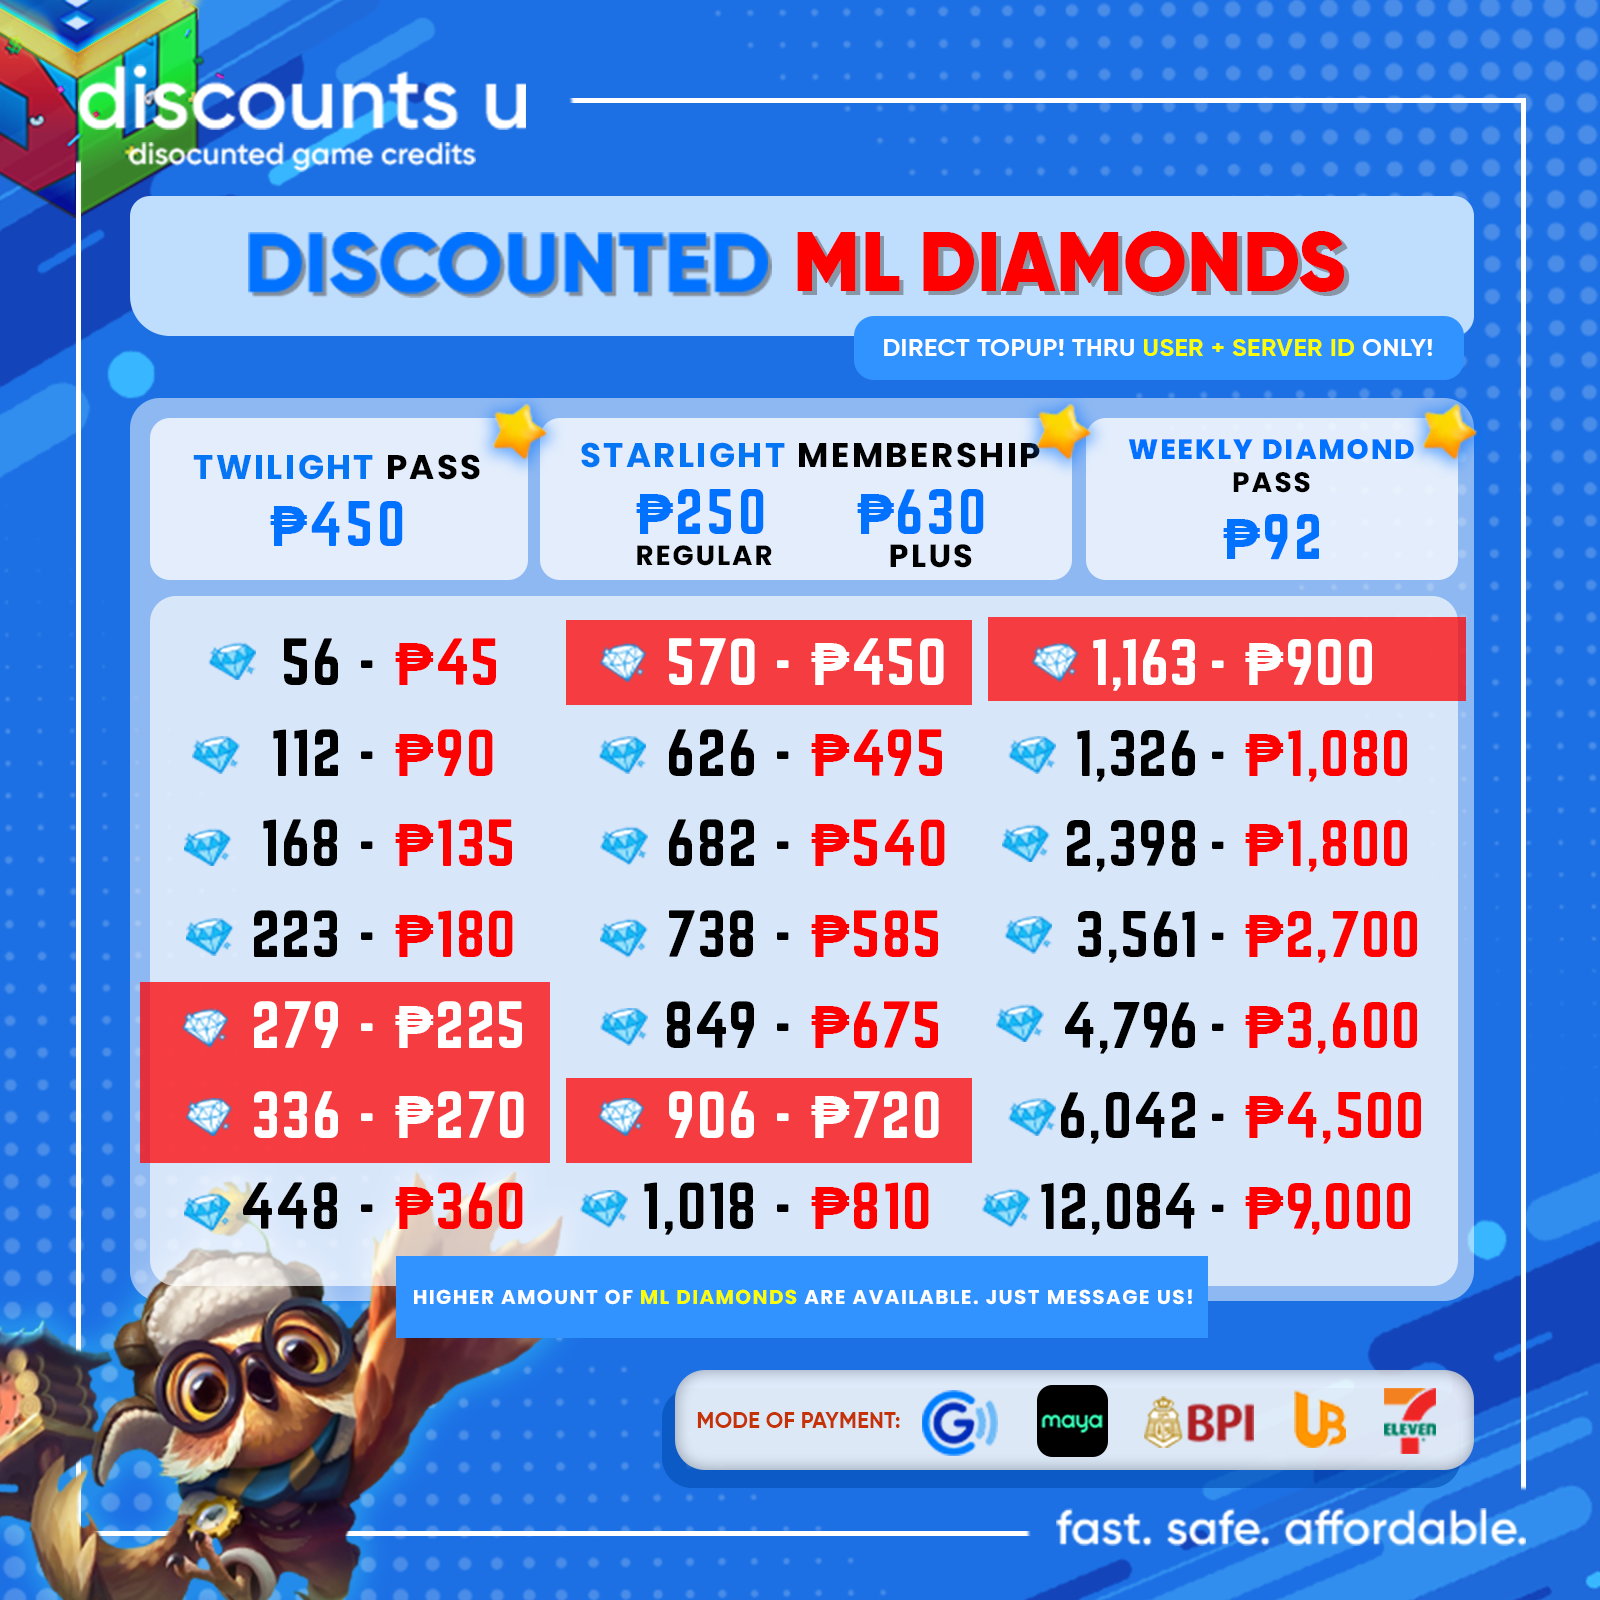 discounts u
disocunted game credits
DISCOUNTED ML DIAMONDS
DIRECT TOPUP! THRU USER + SERVER ID ONLY!
TWILIGHT PASS
₱450
STARLIGHT MEMBERSHIP
₱250 ₱630
REGULAR PLUS
WEEKLY DIAMOND
PASS
₱92
56 - ₱45
112 - ₱90
168 - ₱135
223 - ₱180
279 - ₱225
336 - ₱270
448 - ₱360
570 - ₱450
626 - ₱495
682 - ₱540
738 - ₱585
849 - ₱675
906 - ₱720
1,018 - ₱810
1,163 - ₱900
1,326 - ₱1,080
2,398 - ₱1,800
3,561 - ₱2,700
4,796 - ₱3,600
6,042 - ₱4,500
12,084 - ₱9,000
HIGHER AMOUNT OF ML DIAMONDS ARE AVAILABLE. JUST MESSAGE US!
MODE OF PAYMENT: G maya BPI UB 7 ELEVEN
fast. safe. affordable.